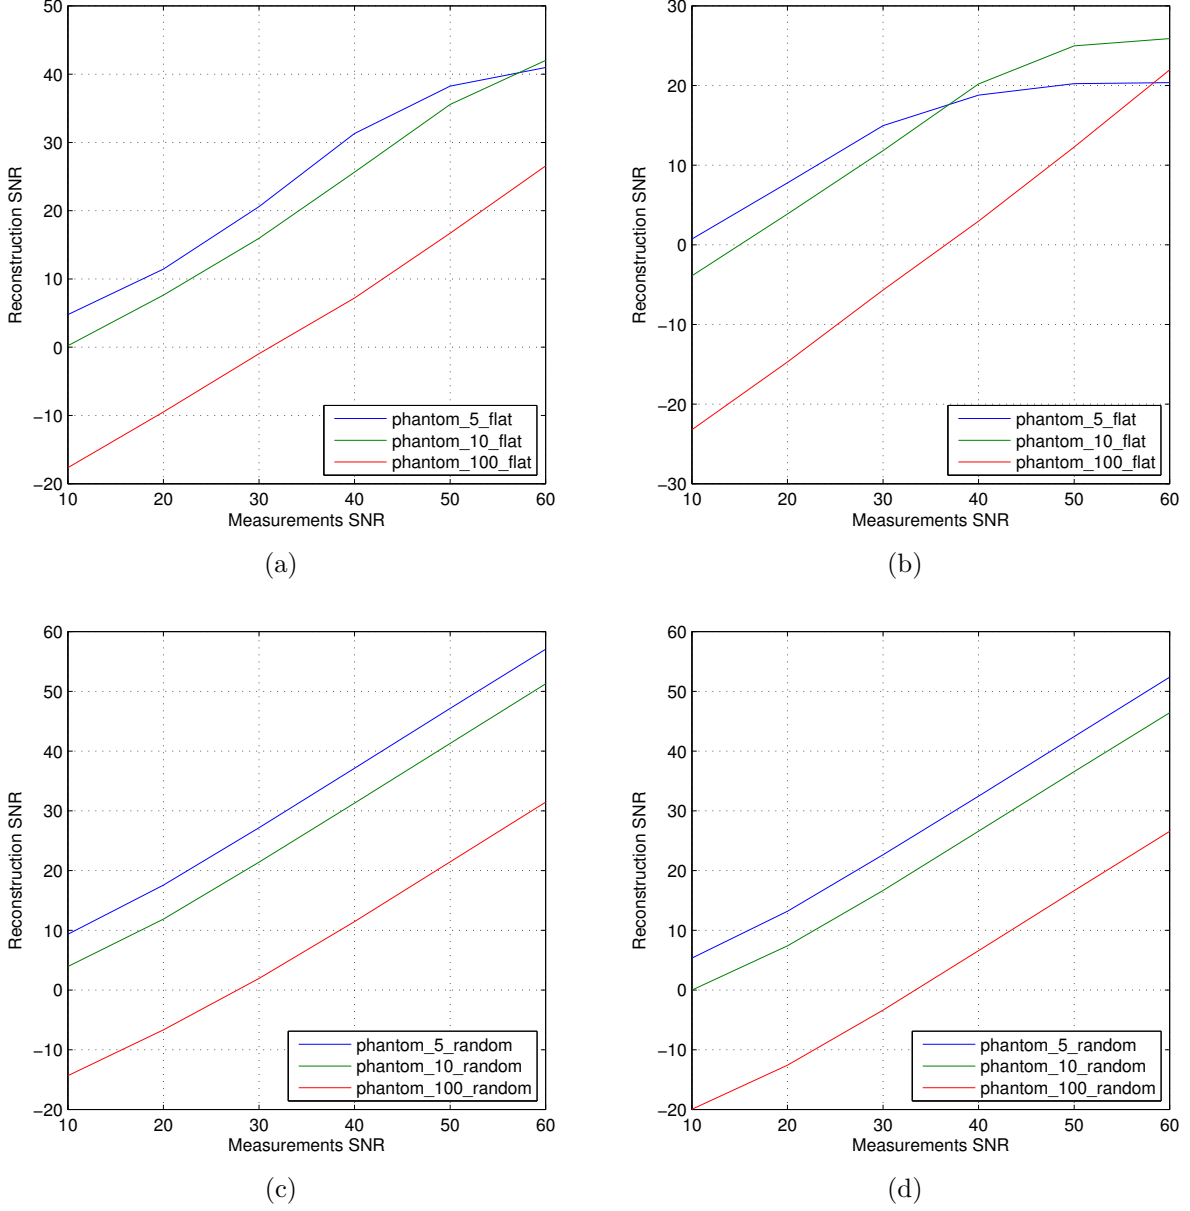 50
40
30
20
10
0
−10
−20
10 20 30 40 50 60
Reconstruction SNR
Measurements SNR
phantom_5_flat
phantom_10_flat
phantom_100_flat
(a)
30
20
10
0
−10
−20
−30
10 20 30 40 50 60
Reconstruction SNR
Measurements SNR
phantom_5_flat
phantom_10_flat
phantom_100_flat
(b)
60
50
40
30
20
10
0
−10
−20
10 20 30 40 50 60
Reconstruction SNR
Measurements SNR
phantom_5_random
phantom_10_random
phantom_100_random
(c)
60
50
40
30
20
10
0
−10
−20
10 20 30 40 50 60
Reconstruction SNR
Measurements SNR
phantom_5_random
phantom_10_random
phantom_100_random
(d)